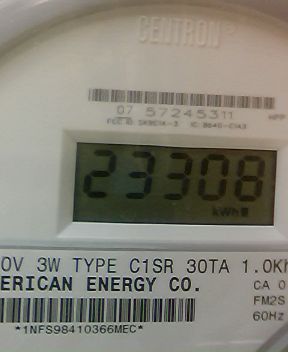 CENTRON
07 57245311
23308
kWh
0V 3W TYPE C1SR 30TA 1.0Kh
ERICAN ENERGY CO.
CA 0
FM2S
60Hz
*1NFS98410366MEC*